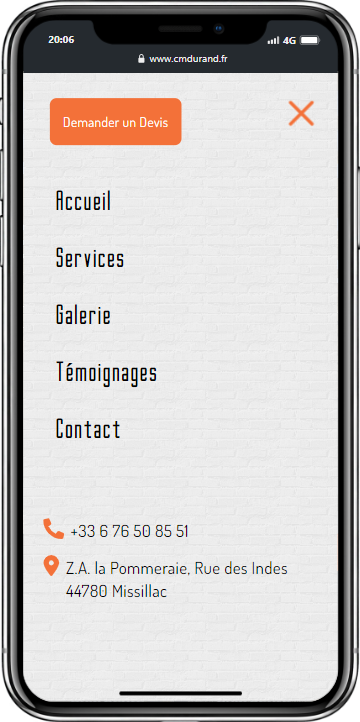 20:06
4G
www.cmdurand.fr
Demander un Devis
Accueil
Services
Galerie
Témoignages
Contact
+33 6 76 50 85 51
Z.A. la Pommeraie, Rue des Indes
44780 Missillac